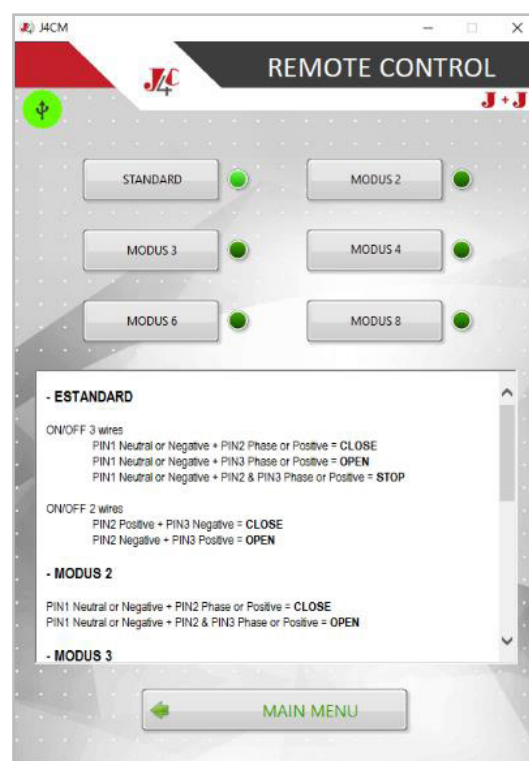 J4CM
J4C
REMOTE CONTROL
J+J
STANDARD
MODUS 2
MODUS 3
MODUS 4
MODUS 6
MODUS 8
- ESTANDARD
ON/OFF 3 wires
PIN1 Neutral or Negative + PIN2 Phase or Positive = CLOSE
PIN1 Neutral or Negative + PIN3 Phase or Positive = OPEN
PIN1 Neutral or Negative + PIN2 & PIN3 Phase or Positive = STOP
ON/OFF 2 wires
PIN2 Positive + PIN3 Negative = CLOSE
PIN2 Negative + PIN3 Positive = OPEN
- MODUS 2
PIN1 Neutral or Negative + PIN2 Phase or Positive = CLOSE
PIN1 Neutral or Negative + PIN2 & PIN3 Phase or Positive = OPEN
- MODUS 3
MAIN MENU